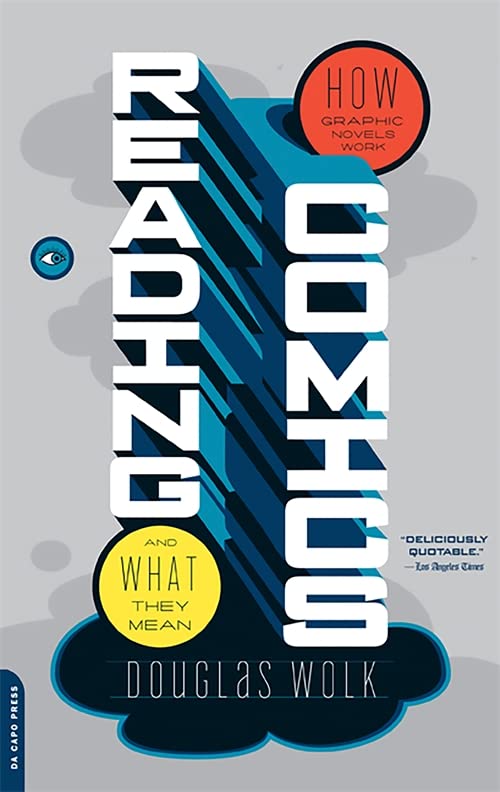 READING
COMICS
HOW
GRAPHIC
NOVELS
WORK
AND
WHAT
THEY
MEAN
"DELICIOUSLY
QUOTABLE."
—Los Angeles Times
DOUGLAS WOLK
DA CAPO PRESS